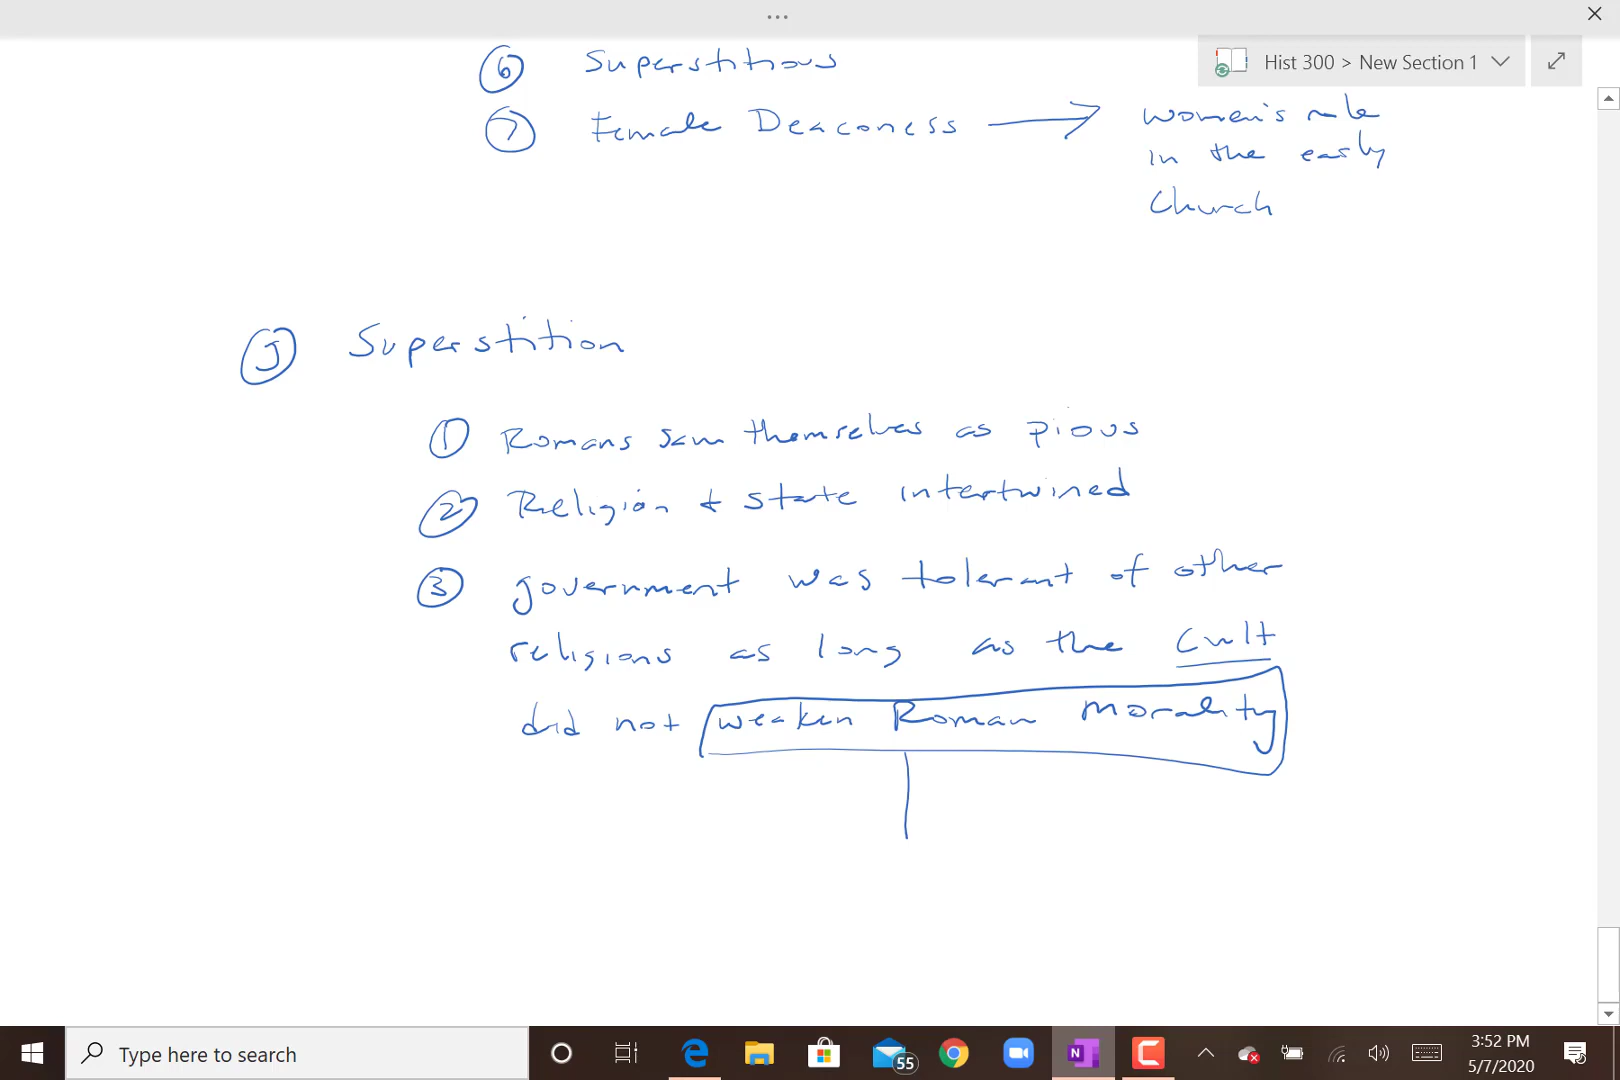 ...
Hist 300 > New Section 1
⑥ Superstitious
⑦ Female Deaconess → women's role
in the early
Church
Ⓙ Superstition
① Romans saw themselves as pious
② Religion + state intertwined
③ government was tolerant of other
religions as long as the cult
did not weaken Roman Morality
Type here to search
55
3:52 PM
5/7/2020